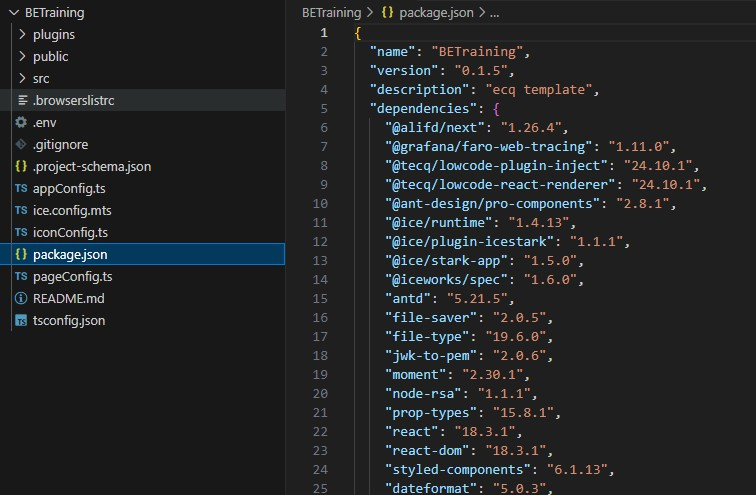 BETraining
plugins
public
src
.browserslistrc
.env
.gitignore
.project-schema.json
TS appConfig.ts
TS ice.config.mts
TS iconConfig.ts
{} package.json
TS pageConfig.ts
README.md
TS tsconfig.json
BETraining > {} package.json > ...
1 {
2 "name": "BETraining",
3 "version": "0.1.5",
4 "description": "ecq template",
5 "dependencies": {
6 "@alifd/next": "1.26.4",
7 "@grafana/faro-web-tracing": "1.11.0",
8 "@tecq/lowcode-plugin-inject": "24.10.1",
9 "@tecq/lowcode-react-renderer": "24.10.1",
10 "@ant-design/pro-components": "2.8.1",
11 "@ice/runtime": "1.4.13",
12 "@ice/plugin-icestark": "1.1.1",
13 "@ice/stark-app": "1.5.0",
14 "@iceworks/spec": "1.6.0",
15 "antd": "5.21.5",
16 "file-saver": "2.0.5",
17 "file-type": "19.6.0",
18 "jwk-to-pem": "2.0.6",
19 "moment": "2.30.1",
20 "node-rsa": "1.1.1",
21 "prop-types": "15.8.1",
22 "react": "18.3.1",
23 "react-dom": "18.3.1",
24 "styled-components": "6.1.13",
25 "dateformat": "5.0.3",